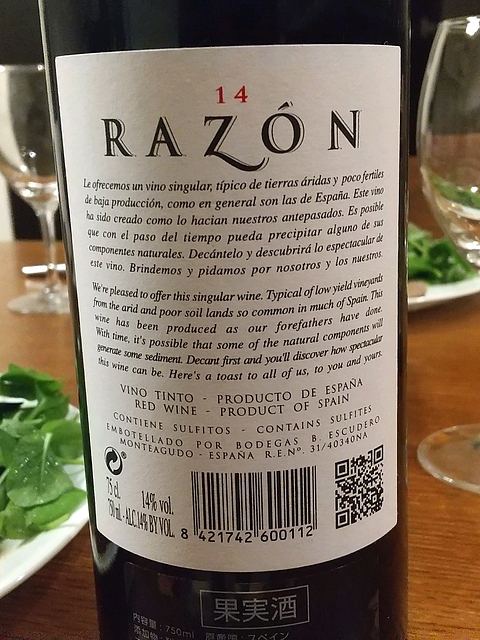 14
RAZÓN
Le ofrecemos un vino singular, típico de tierras áridas y poco fertiles
de baja producción, como en general son las de España. Este vino
ha sido creado como lo hacian nuestros antepasados. Es posible
que con el paso del tiempo pueda precipitar alguno de sus
componentes naturales. Decántelo y descubrirá lo espectacular de
este vino. Brindemos y pidamos por nosotros y los nuestros.
We're pleased to offer this singular wine. Typical of low yield vineyards
from the arid and poor soil lands so common in much of Spain. This
wine has been produced as our forefathers have done.
With time, it's possible that some of the natural components will
generate some sediment. Decant first and you'll discover how spectacular
this wine can be. Here's a toast to all of us, to you and yours.
VINO TINTO - PRODUCTO DE ESPAÑA
RED WINE - PRODUCT OF SPAIN
CONTIENE SULFITOS - CONTAINS SULFITES
EMBOTELLADO POR BODEGAS B. ESCUDERO
MONTEAGUDO - ESPAÑA R.E.Nº. 31/40340NA
75 cl. 14% vol.
750 ml. - ALC. 14% BY VOL.
8 421742 600112
果実酒
内容量：750ml 原産国：スペイン